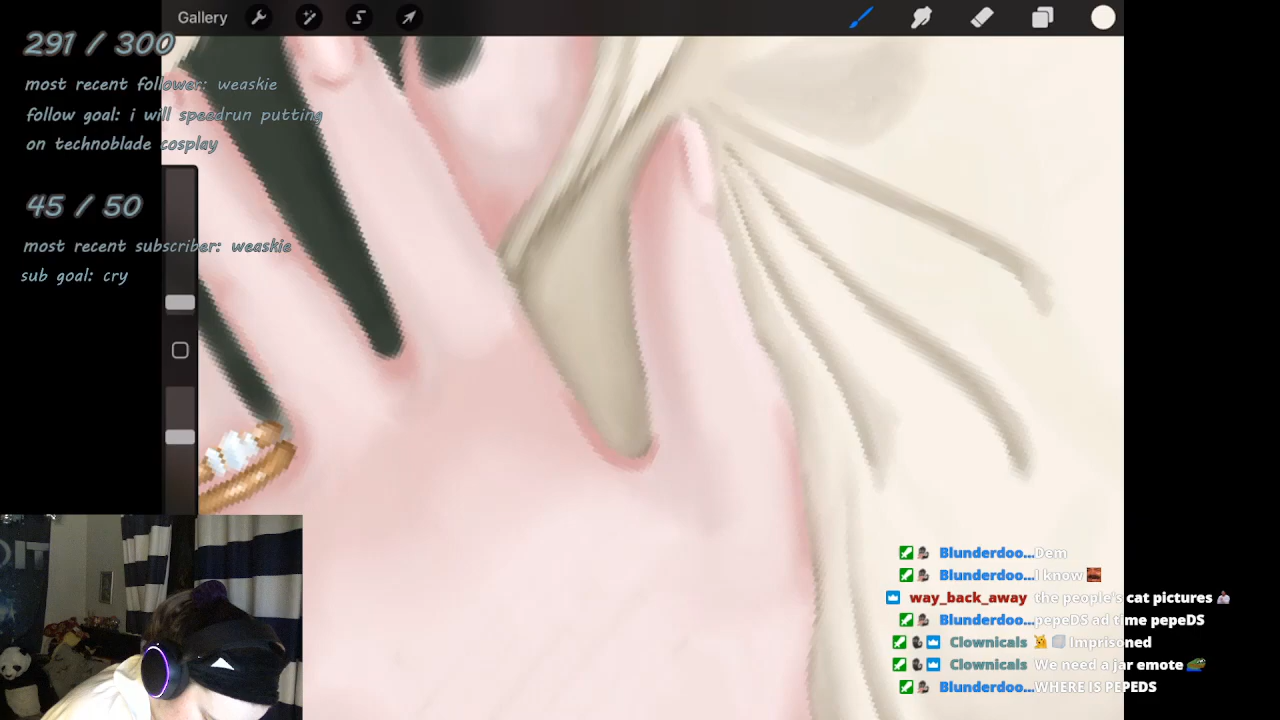 Gallery
291 / 300
most recent follower: weaskie
follow goal: i will speedrun putting
on technoblade cosplay
45 / 50
most recent subscriber: weaskie
sub goal: cry
Blunderdoo...Dem
Blunderdoo...I know
way_back_away the people's cat pictures
Blunderdoo...pepeDS ad time pepeDS
Clownicals Imprisoned
Clownicals We need a jar emote
Blunderdoo...WHERE IS PEPEDS